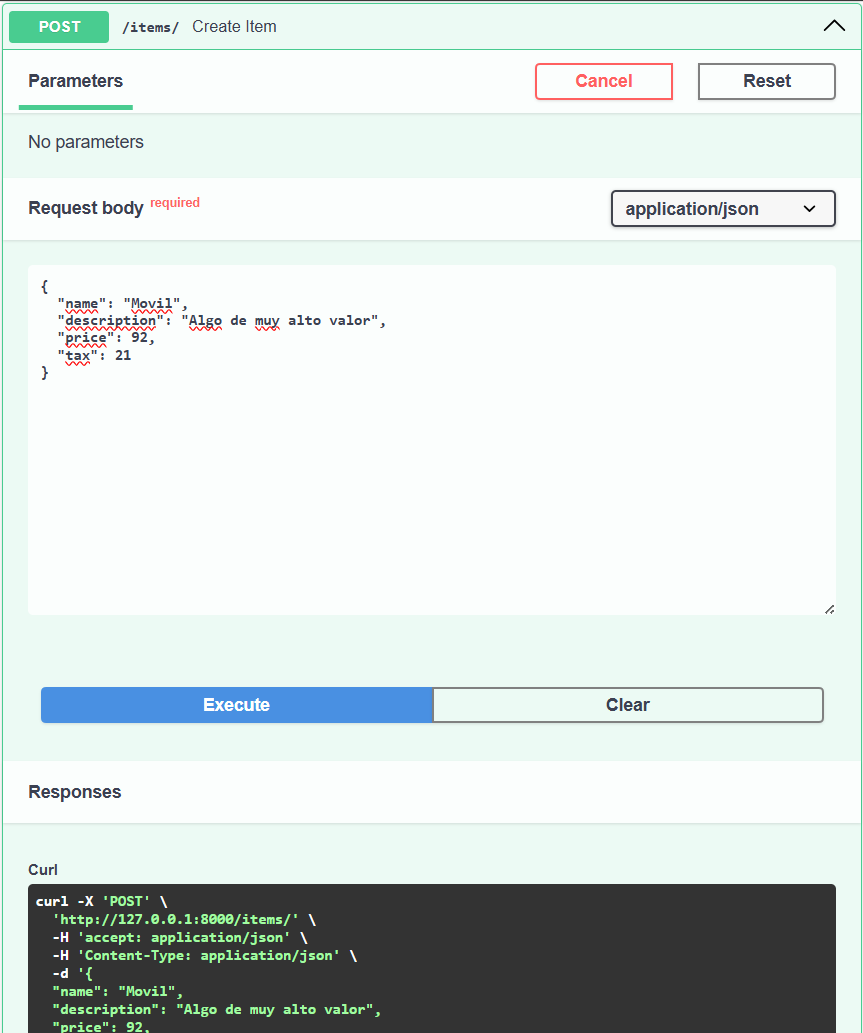 POST /items/ Create Item
Parameters Cancel Reset
No parameters
Request body required application/json
{
"name": "Movil",
"description": "Algo de muy alto valor",
"price": 92,
"tax": 21
}
Execute Clear
Responses
Curl
curl -X 'POST' \
'http://127.0.0.1:8000/items/' \
-H 'accept: application/json' \
-H 'Content-Type: application/json' \
-d '{
"name": "Movil",
"description": "Algo de muy alto valor",
"price": 92,